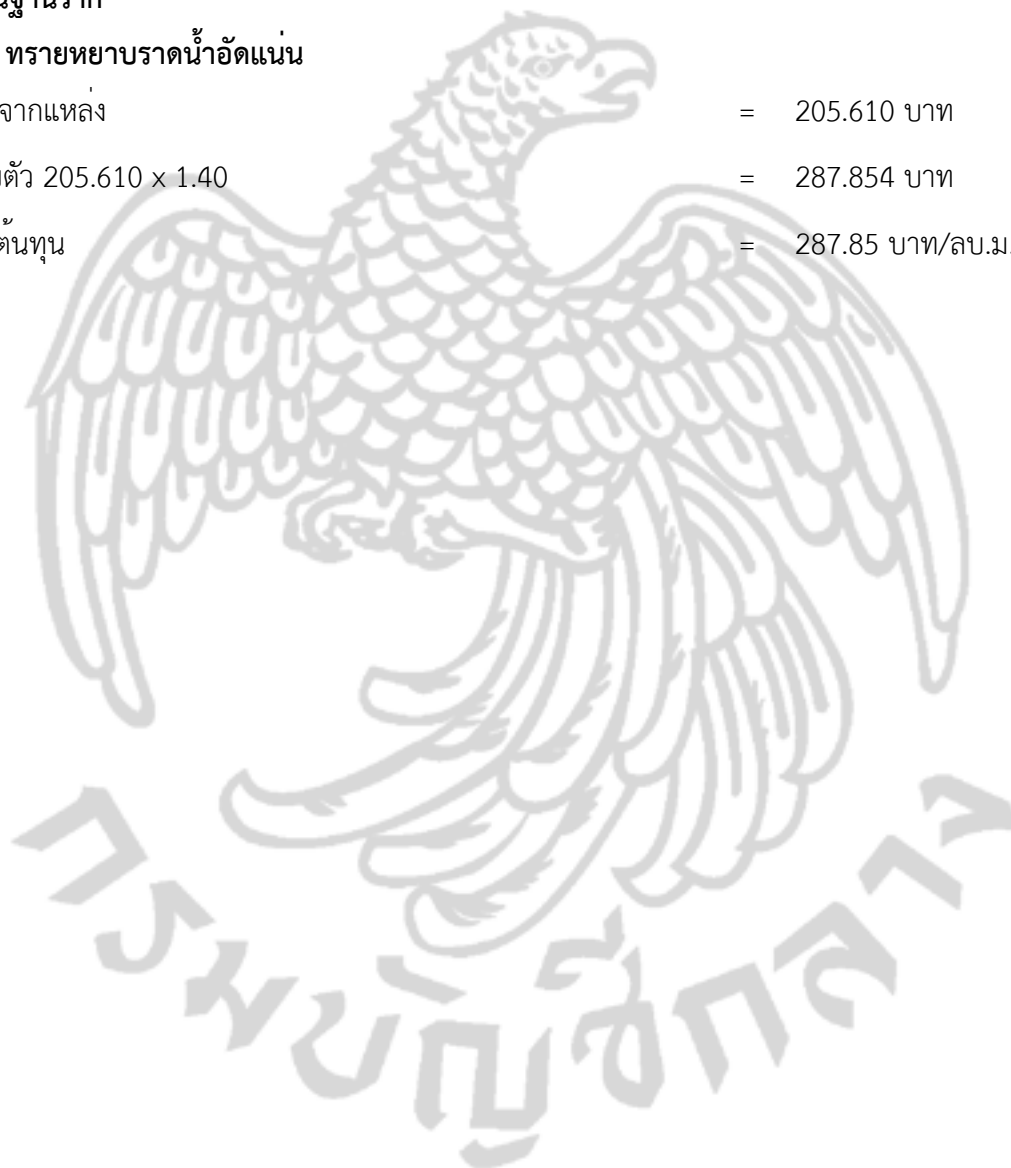 นฐานราก
ทรายหยาบราดน้ำอัดแน่น
จากแหล่ง = 205.610 บาท
ตัว 205.610 x 1.40 = 287.854 บาท
ต้นทุน = 287.85 บาท/ลบ.ม.
กรมบัญชีกลาง